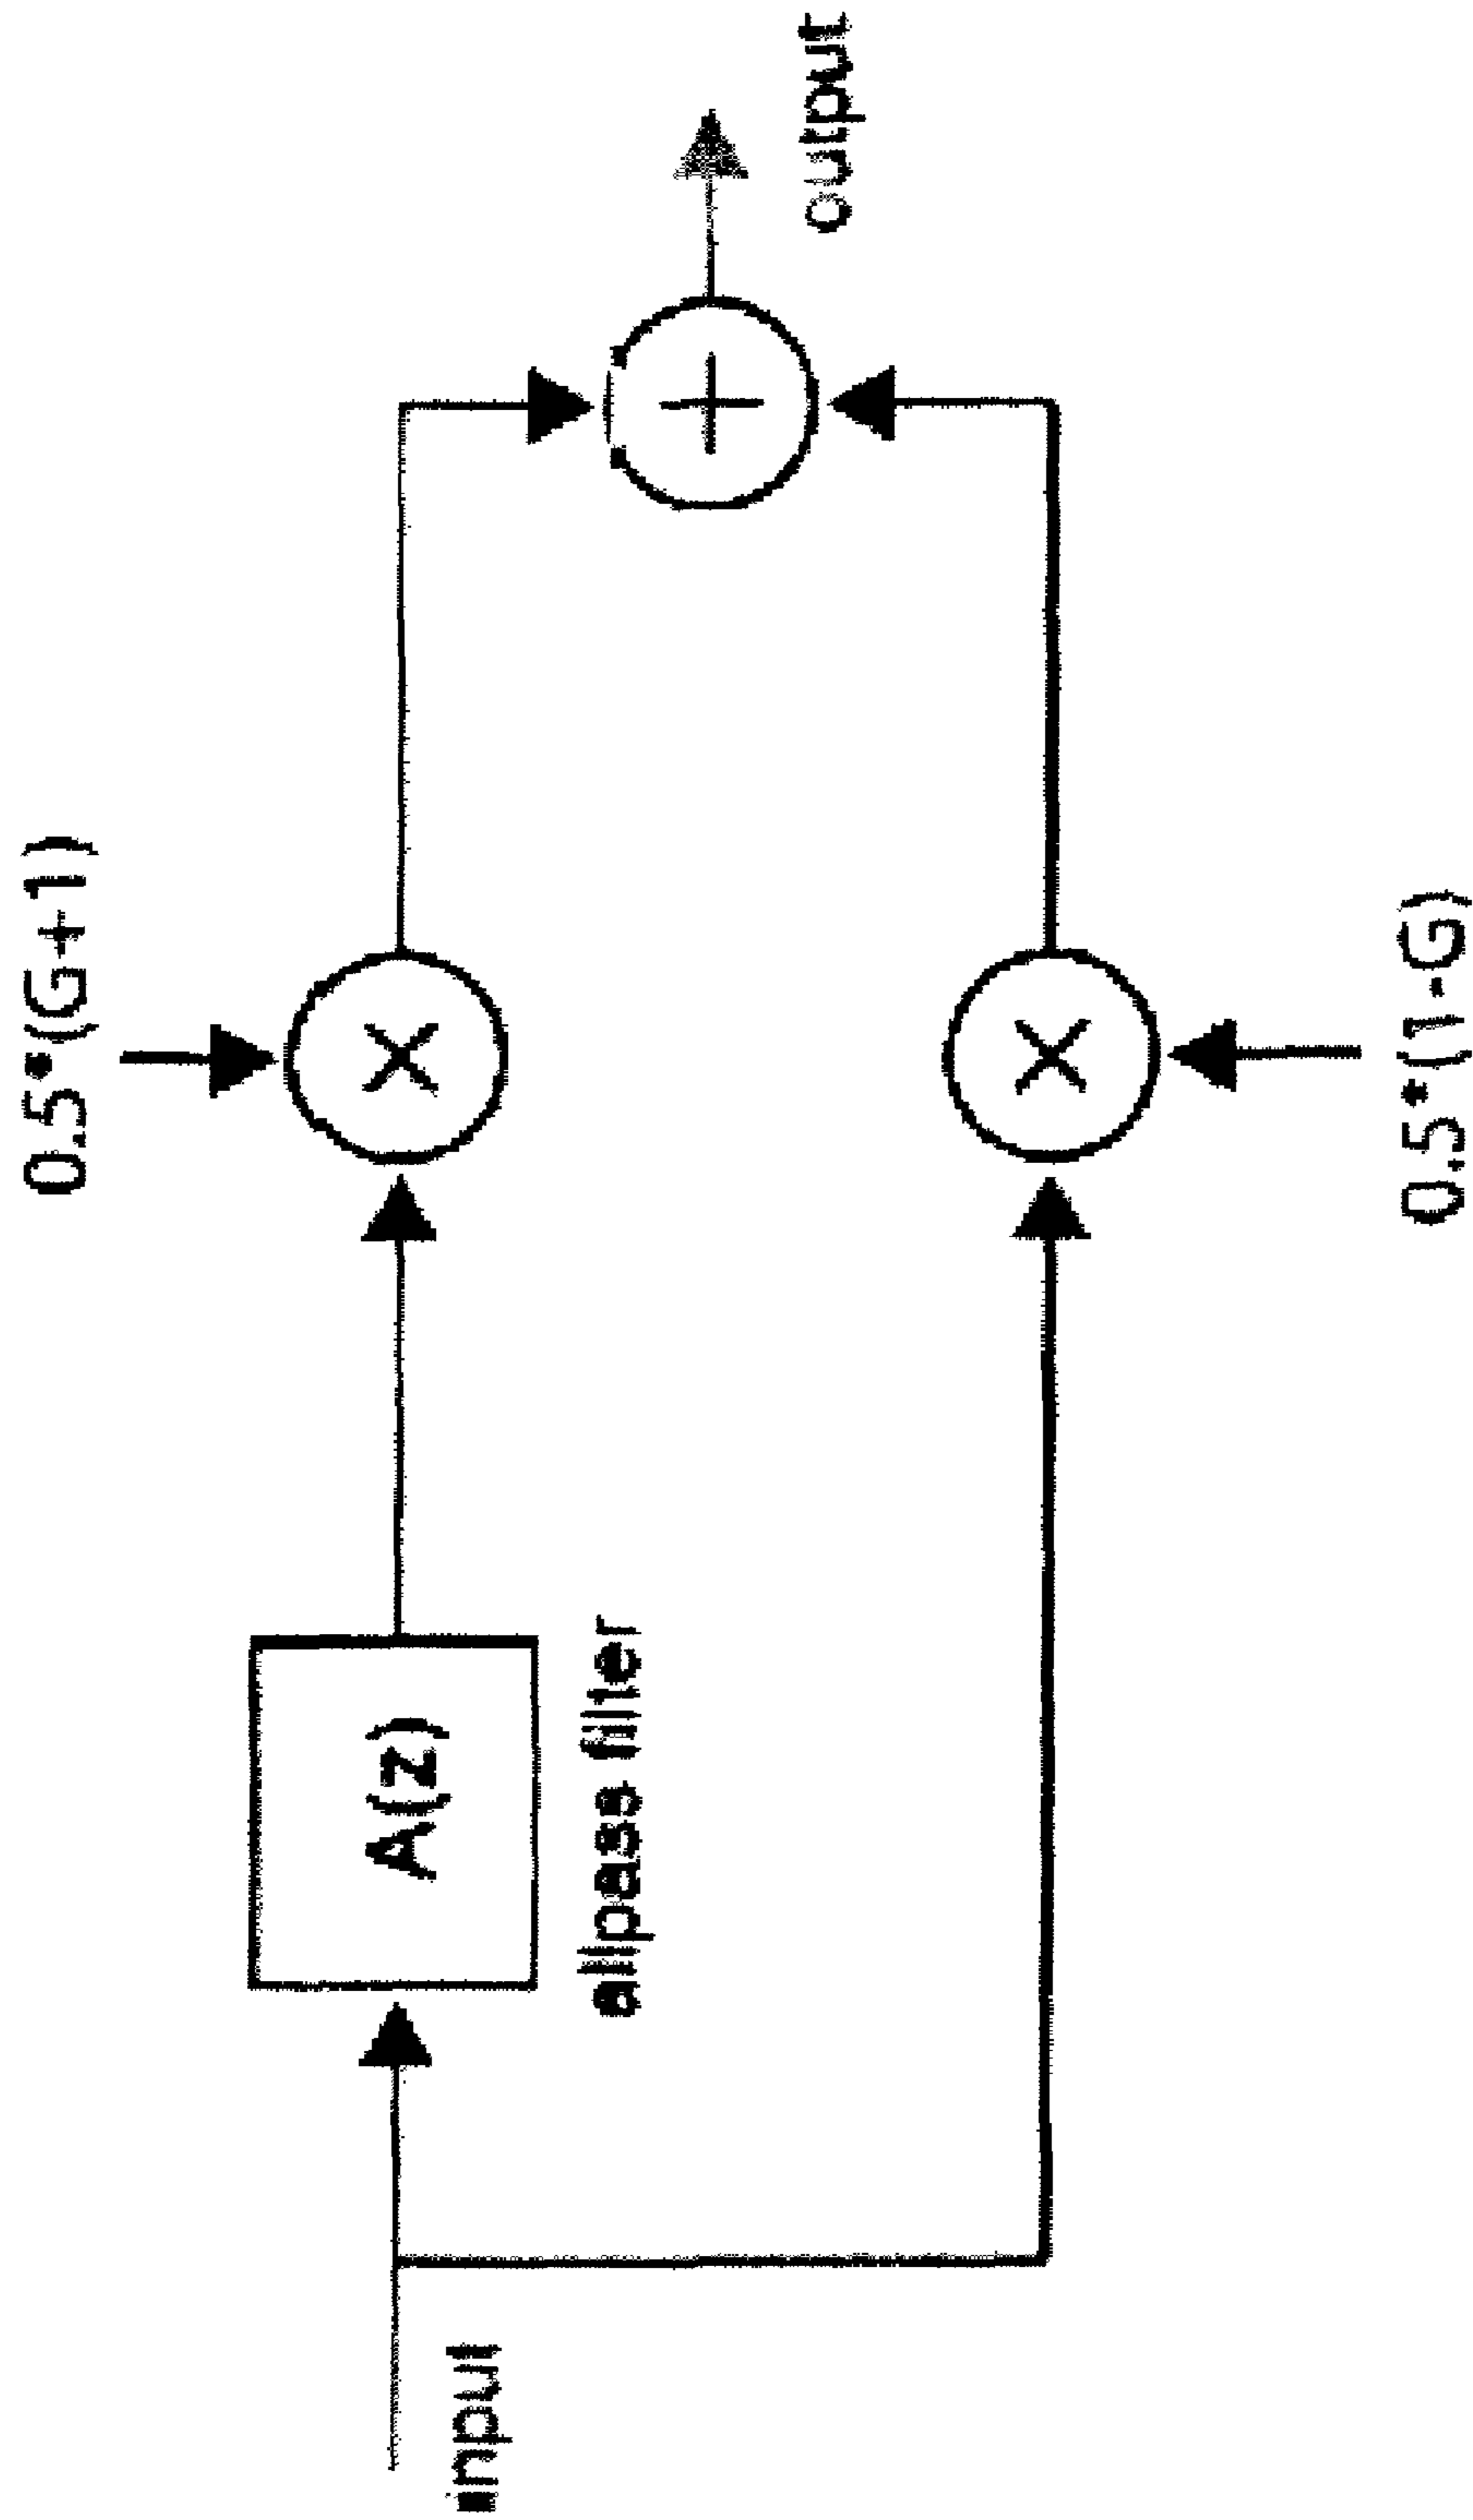 0.5*(G+1)
input
A(z)
allpass filter
output
0.5*(1-G)